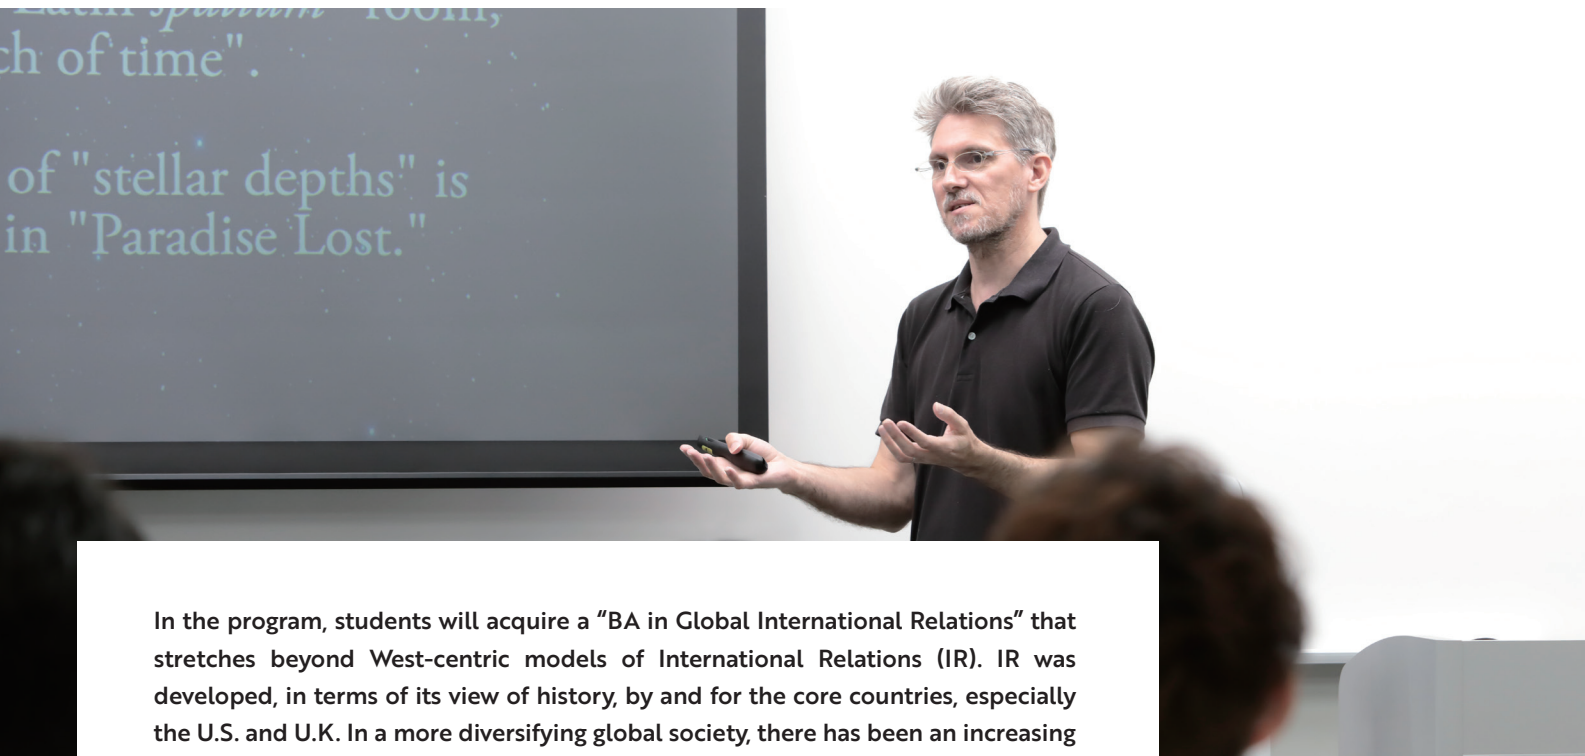 Latin spatium "room,
ch of time".
of "stellar depths" is
in "Paradise Lost."
In the program, students will acquire a “BA in Global International Relations” that
stretches beyond West-centric models of International Relations (IR). IR was
developed, in terms of its view of history, by and for the core countries, especially
the U.S. and U.K. In a more diversifying global society, there has been an increasing